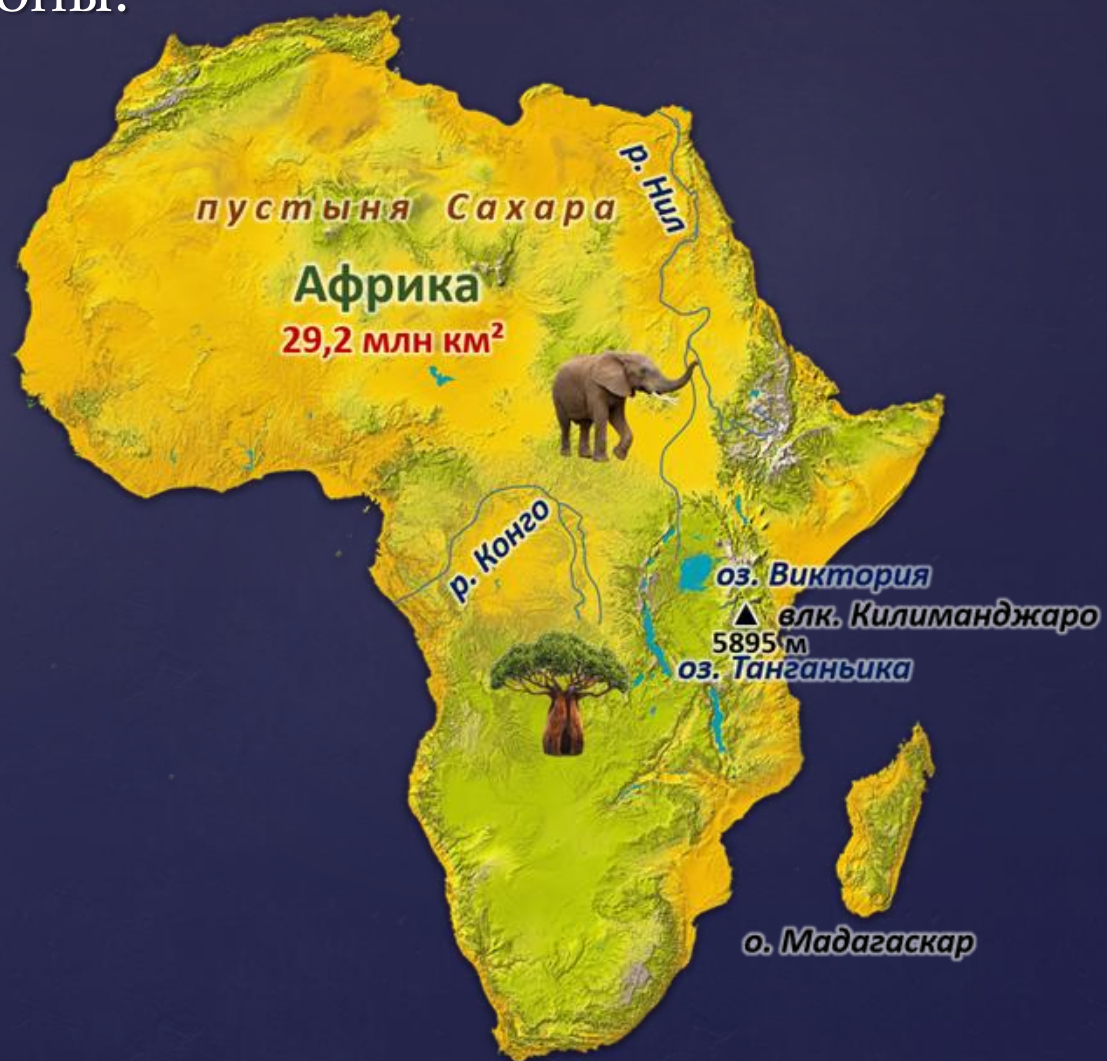 р. Нил
пустыня Сахара
Африка
29,2 млн км²
р. Конго
оз. Виктория
влк. Килиманджаро
5895 м
оз. Танганьика
о. Мадагаскар